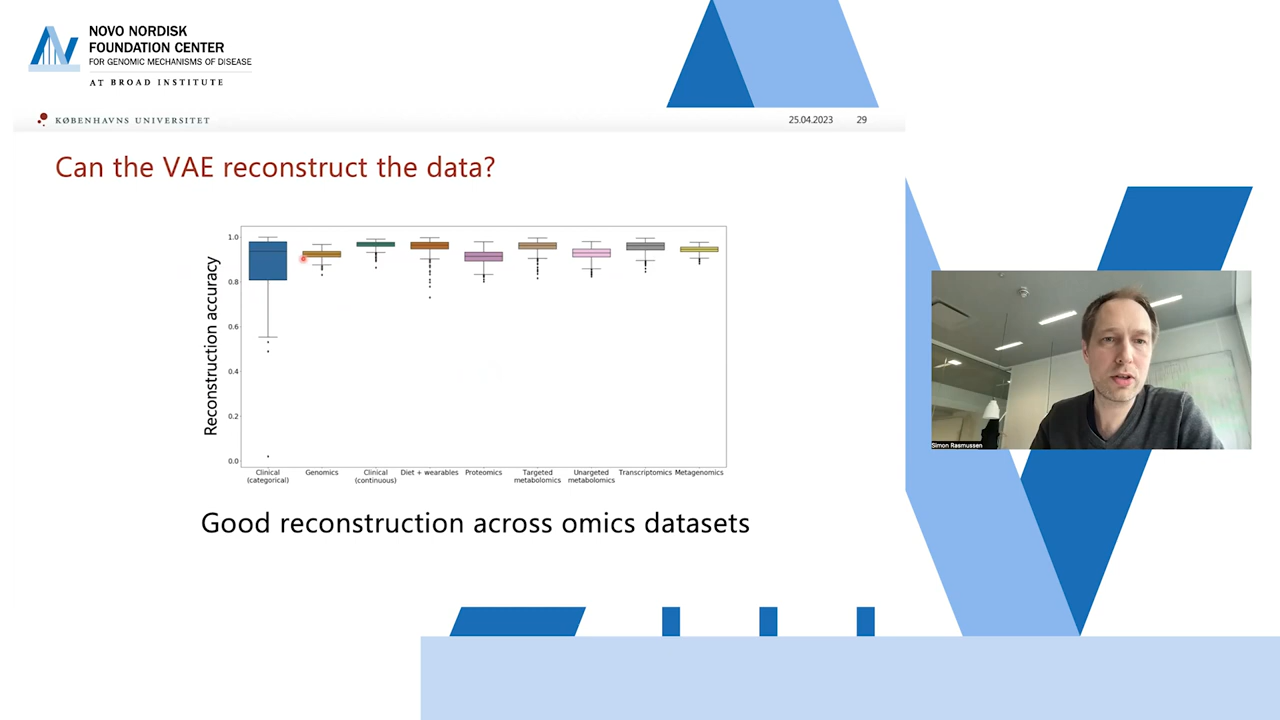 NOVO NORDISK
FOUNDATION CENTER
FOR GENOMIC MECHANISMS OF DISEASE
AT BROAD INSTITUTE
KØBENHAVNS UNIVERSITET
25.04.2023
29
Can the VAE reconstruct the data?
1.0
0.8
0.6
0.4
0.2
0.0
Reconstruction accuracy
Clinical
(categorical)
Genomics
Clinical
(continuous)
Diet + wearables
Proteomics
Targeted
metabolomics
Unargeted
metabolomics
Transcriptomics
Metagenomics
Good reconstruction across omics datasets
Simon Rasmussen